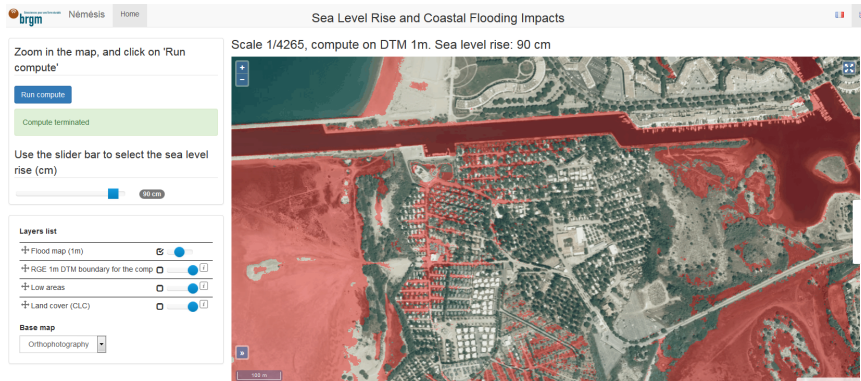 brgm
Némésis
Home
Sea Level Rise and Coastal Flooding Impacts
Zoom in the map, and click on 'Run
compute'
Run compute
Compute terminated
Use the slider bar to select the sea level
rise (cm)
90 cm
Layers list
Flood map (1m)
RGE 1m DTM boundary for the comp
i
Low areas
i
Land cover (CLC)
i
Base map
Orthophotography
Scale 1/4265, compute on DTM 1m. Sea level rise: 90 cm
+
−
»
100 m